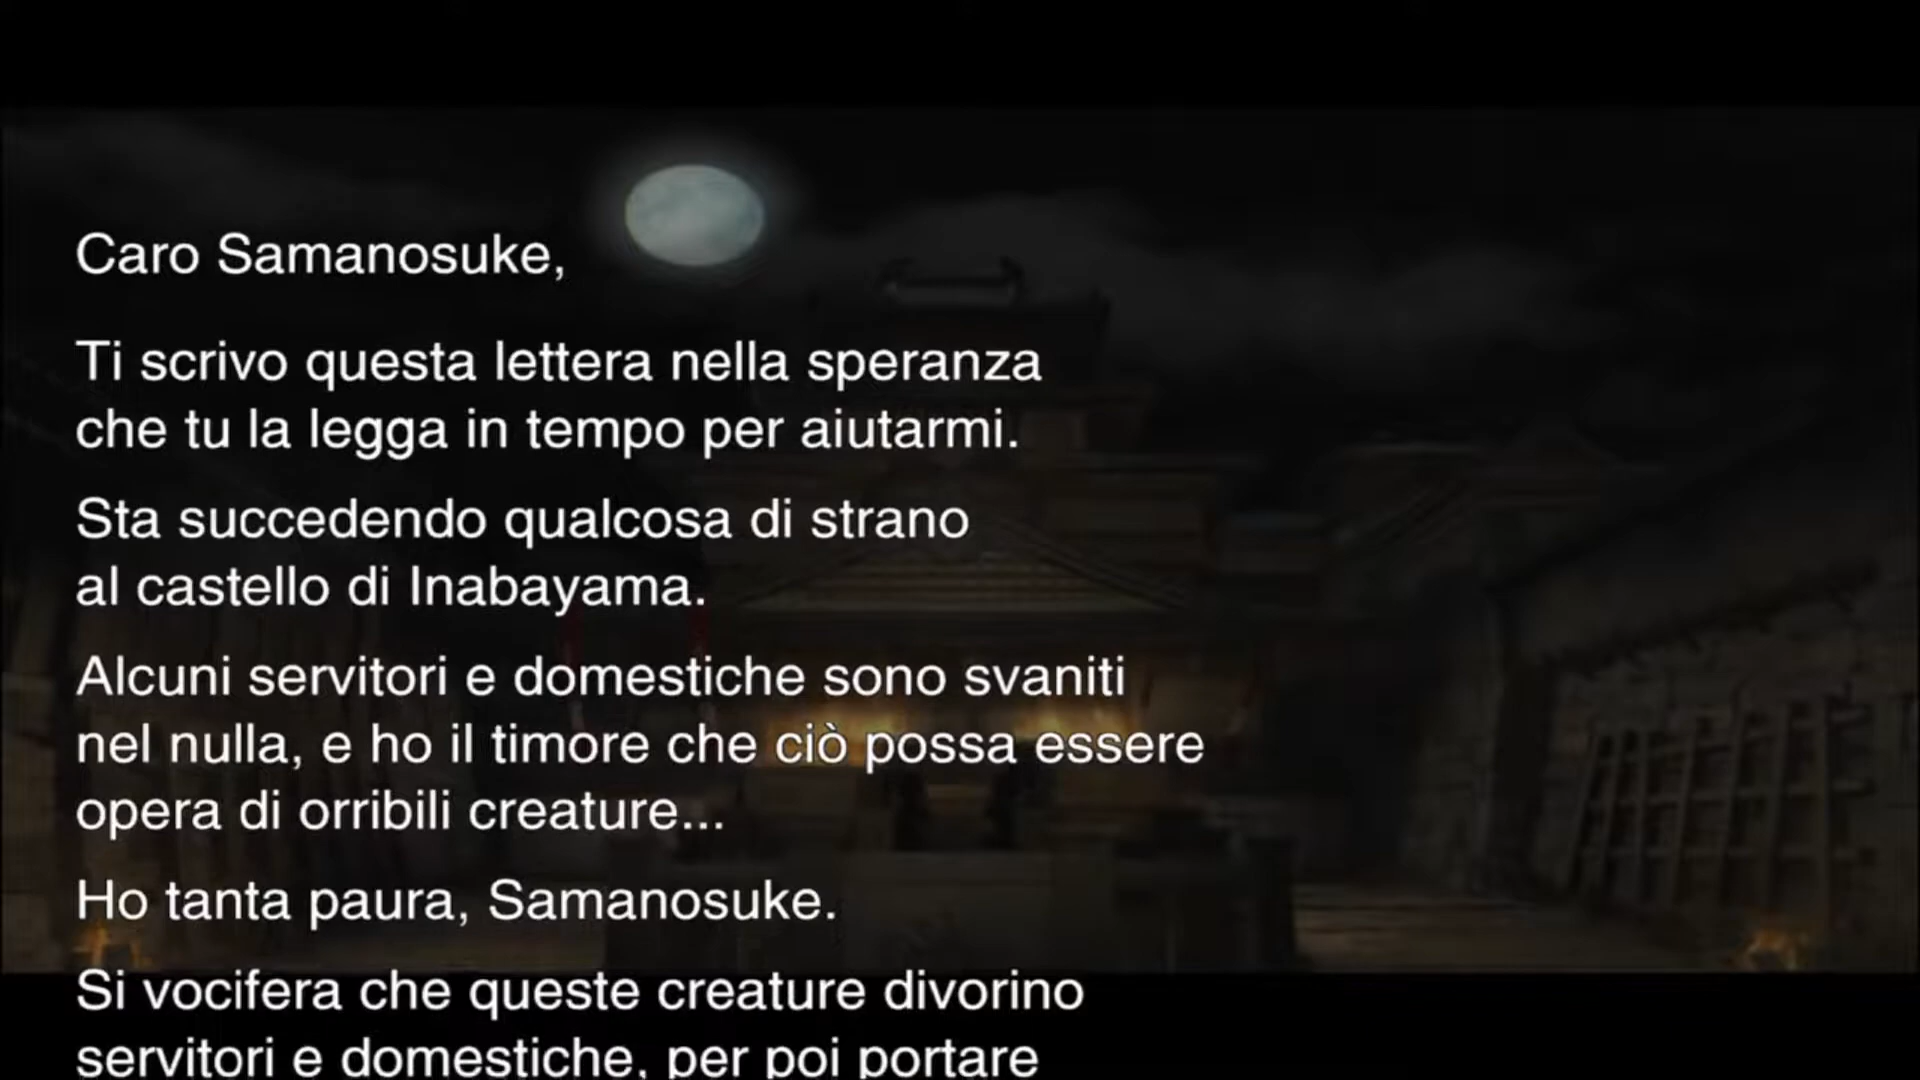 Caro Samanosuke,
Ti scrivo questa lettera nella speranza
che tu la legga in tempo per aiutarmi.
Sta succedendo qualcosa di strano
al castello di Inabayama.
Alcuni servitori e domestiche sono svaniti
nel nulla, e ho il timore che ciò possa essere
opera di orribili creature...
Ho tanta paura, Samanosuke.
Si vocifera che queste creature divorino
servitori e domestiche, per poi portare